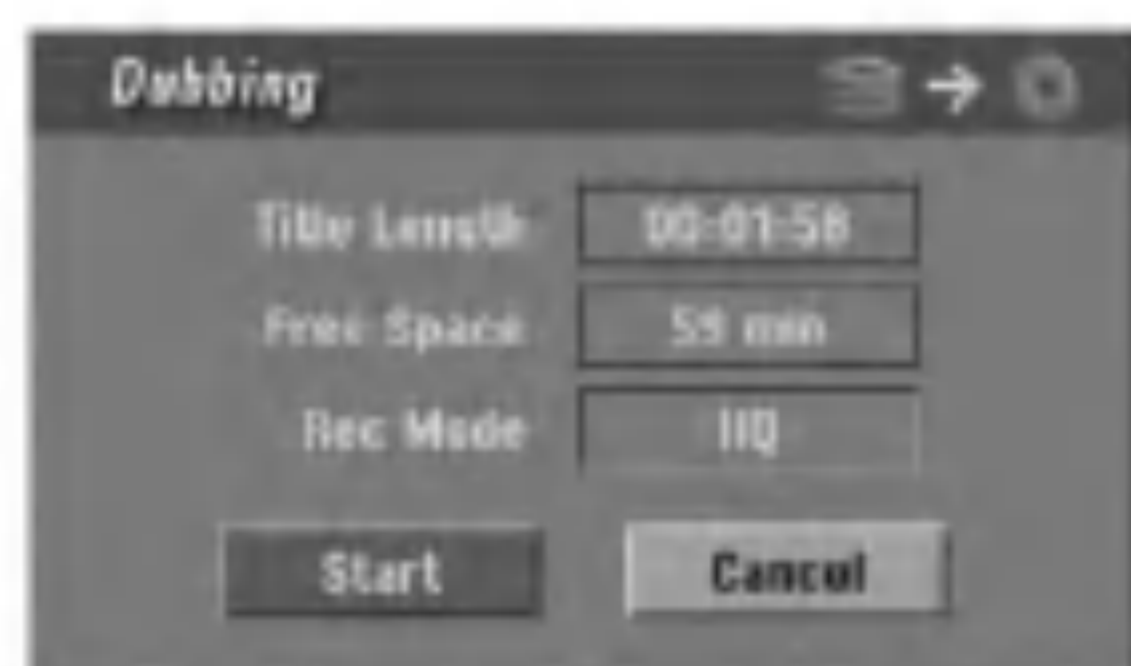 Dubbing
Title Length 00:01:58
Free Space 59 min
Rec Mode HQ
Start Cancel